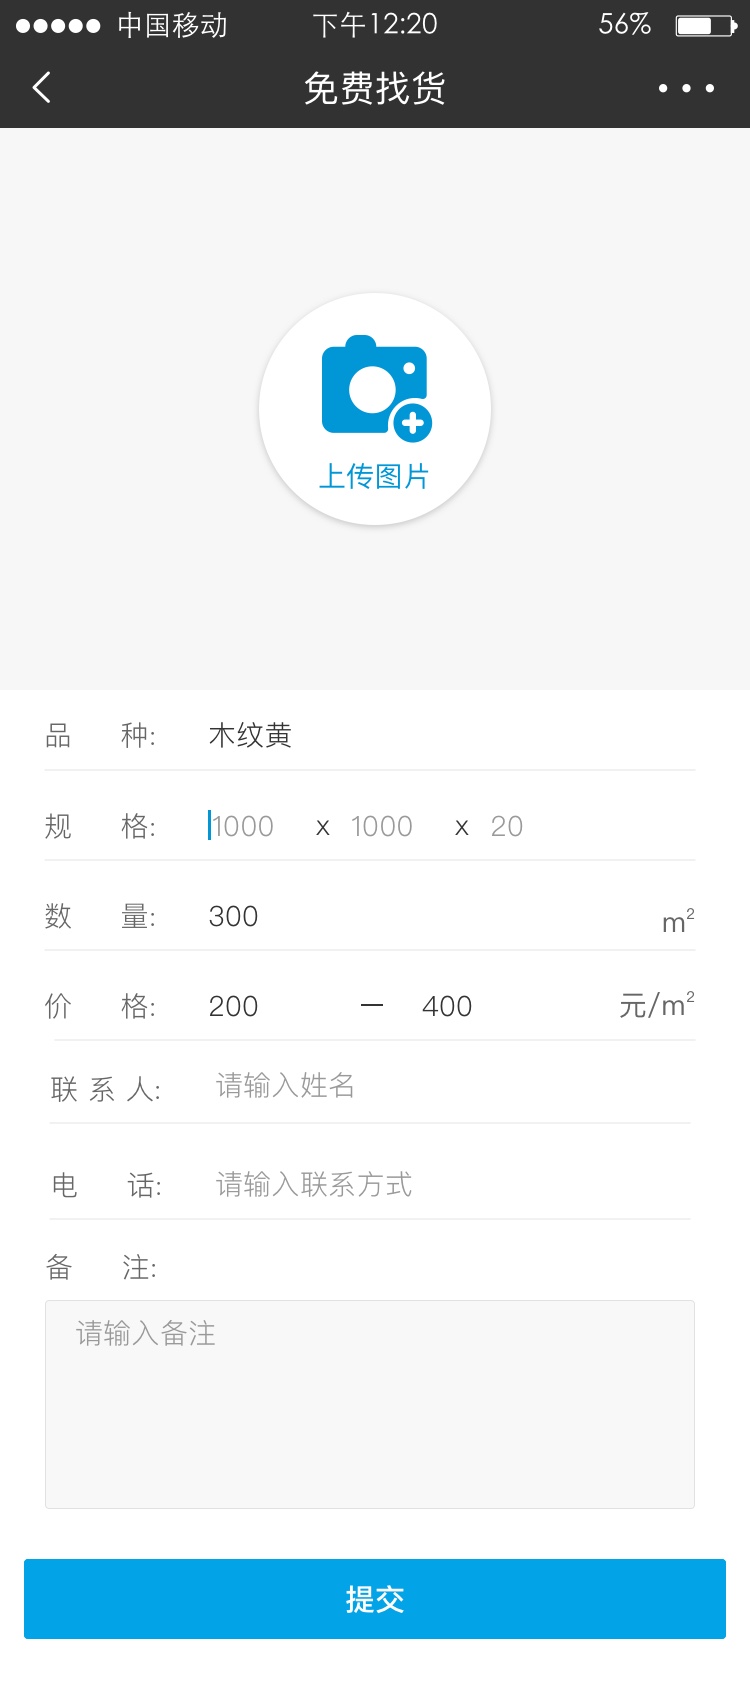 中国移动 下午12:20 56%
免费找货
上传图片
品 种: 木纹黄
规 格: 1000 x 1000 x 20
数 量: 300 m²
价 格: 200 — 400 元/m²
联 系 人: 请输入姓名
电 话: 请输入联系方式
备 注:
请输入备注
提交